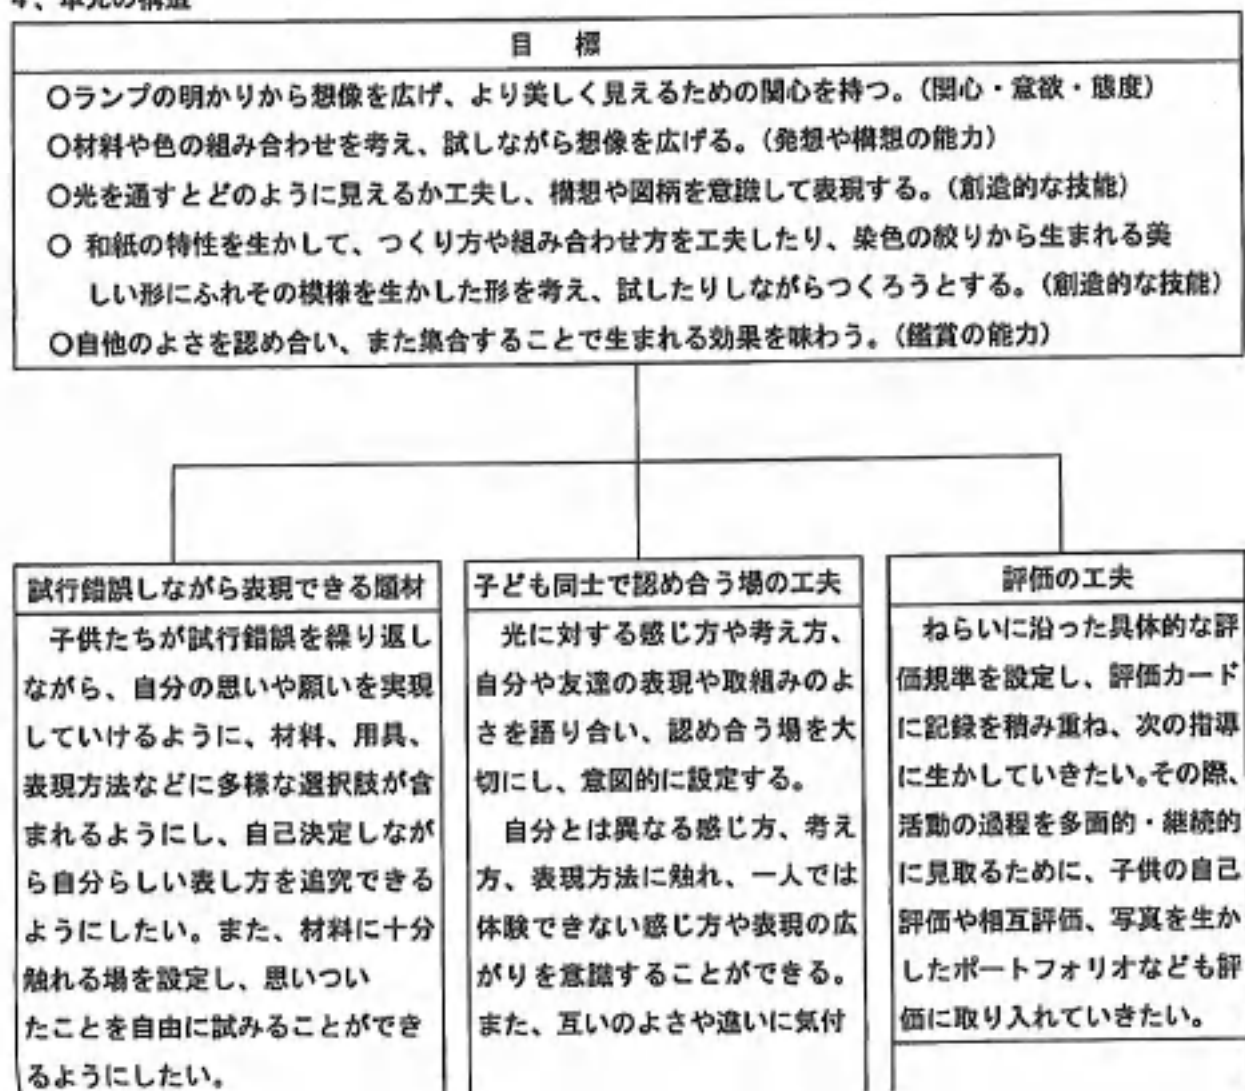 4、単元の構造
目 標
○ランプの明かりから想像を広げ、より美しく見えるための関心を持つ。(関心・意欲・態度)
○材料や色の組み合わせを考え、試しながら想像を広げる。(発想や構想の能力)
○光を通すとどのように見えるか工夫し、構想や図柄を意識して表現する。(創造的な技能)
○ 和紙の特性を生かして、つくり方や組み合わせ方を工夫したり、染色の絞りから生まれる美
しい形にふれその模様を生かした形を考え、試したりしながらつくろうとする。(創造的な技能)
○自他のよさを認め合い、また集合することで生まれる効果を味わう。(鑑賞の能力)
試行錯誤しながら表現できる題材
子供たちが試行錯誤を繰り返し
ながら、自分の思いや願いを実現
していけるように、材料、用具、
表現方法などに多様な選択肢が含
まれるようにし、自己決定しなが
ら自分らしい表し方を追究できる
ようにしたい。また、材料に十分
触れる場を設定し、思いつい
たことを自由に試みることができ
るようにしたい。
子ども同士で認め合う場の工夫
光に対する感じ方や考え方、
自分や友達の表現や取組みのよ
さを語り合い、認め合う場を大
切にし、意図的に設定する。
自分とは異なる感じ方、考え
方、表現方法に触れ、一人では
体験できない感じ方や表現の広
がりを意識することができる。
また、互いのよさや違いに気付
評価の工夫
ねらいに沿った具体的な評
価規準を設定し、評価カード
に記録を積み重ね、次の指導
に生かしていきたい。その際、
活動の過程を多面的・継続的
に見取るために、子供の自己
評価や相互評価、写真を生か
したポートフォリオなども評
価に取り入れていきたい。